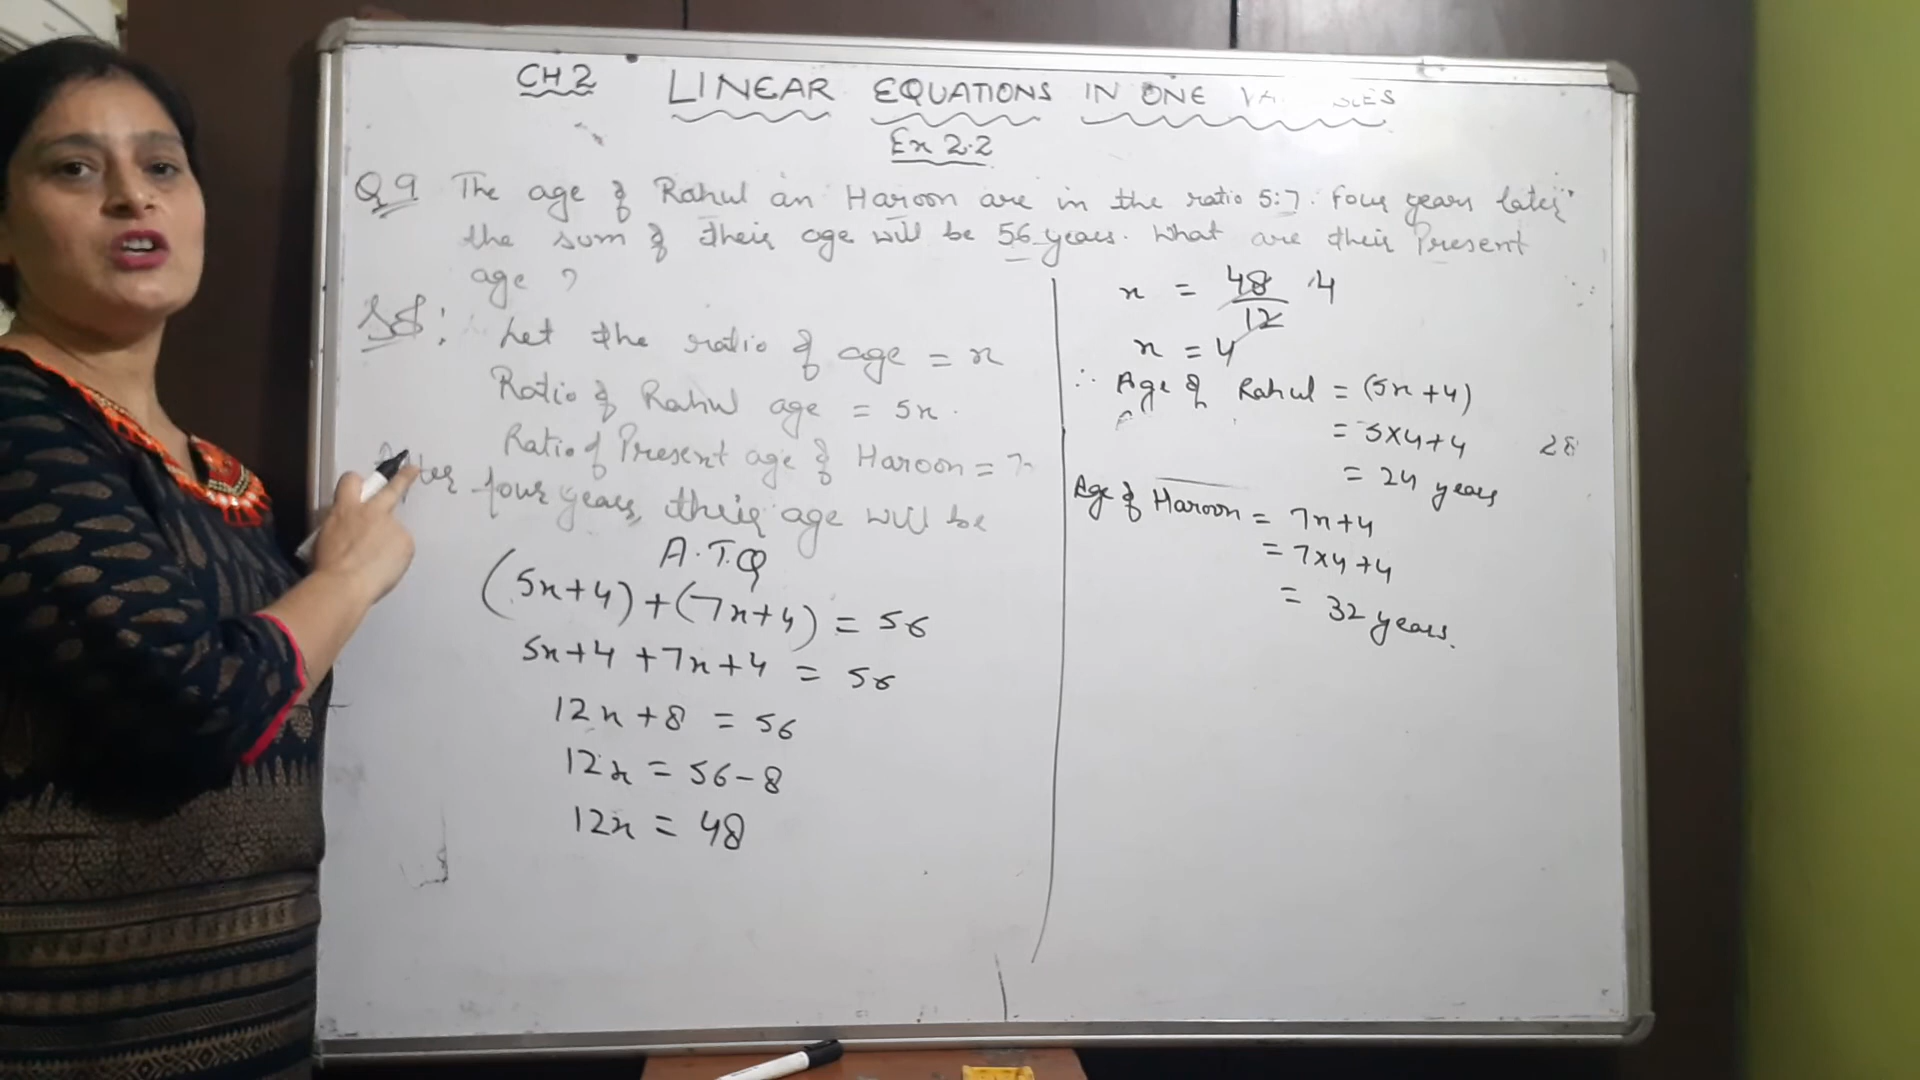 CH 2 LINEAR EQUATIONS IN ONE
Ex 2.2
Q9 The age of Rahul an Haroon are in the ratio 5:7. Four years later
the sum of their age will be 56 years. What are their Present
age ?
Sol: Let the ratio of age = x
Ratio of Rahul age = 5x.
Ratio of Present age of Haroon = 7x
After four years, their age will be
A.T.Q
(5x+4)+(7x+4) = 56
5x+4+7x+4 = 56
12x+8 = 56
12x = 56-8
12x = 48
x = 48/12 4
x = 4
∴ Age of Rahul = (5x+4)
= 5x4+4
28
= 24 years
Age of Haroon = 7x+4
= 7x4+4
= 32 years.